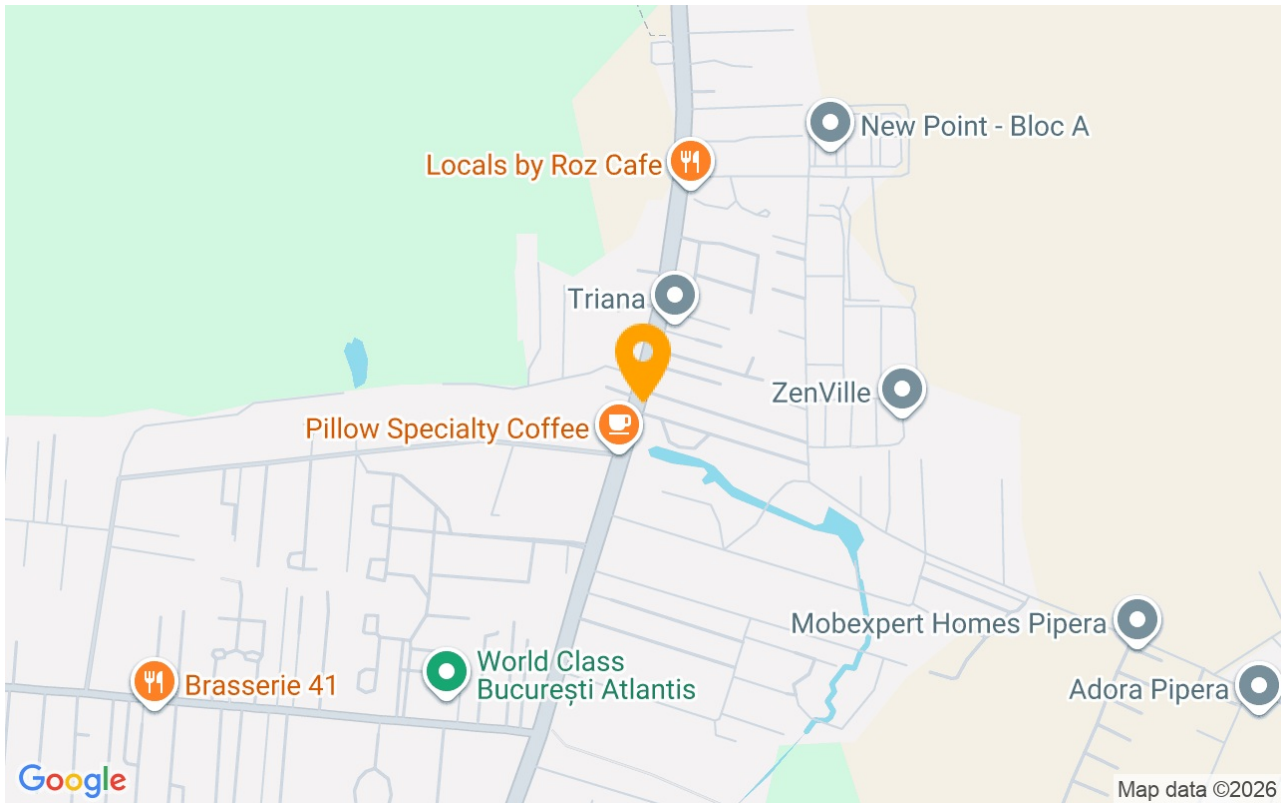 New Point - Bloc A
Locals by Roz Cafe
Triana
ZenVille
Pillow Specialty Coffee
Mobexpert Homes Pipera
World Class
București Atlantis
Brasserie 41
Adora Pipera
Google
Map data ©2026